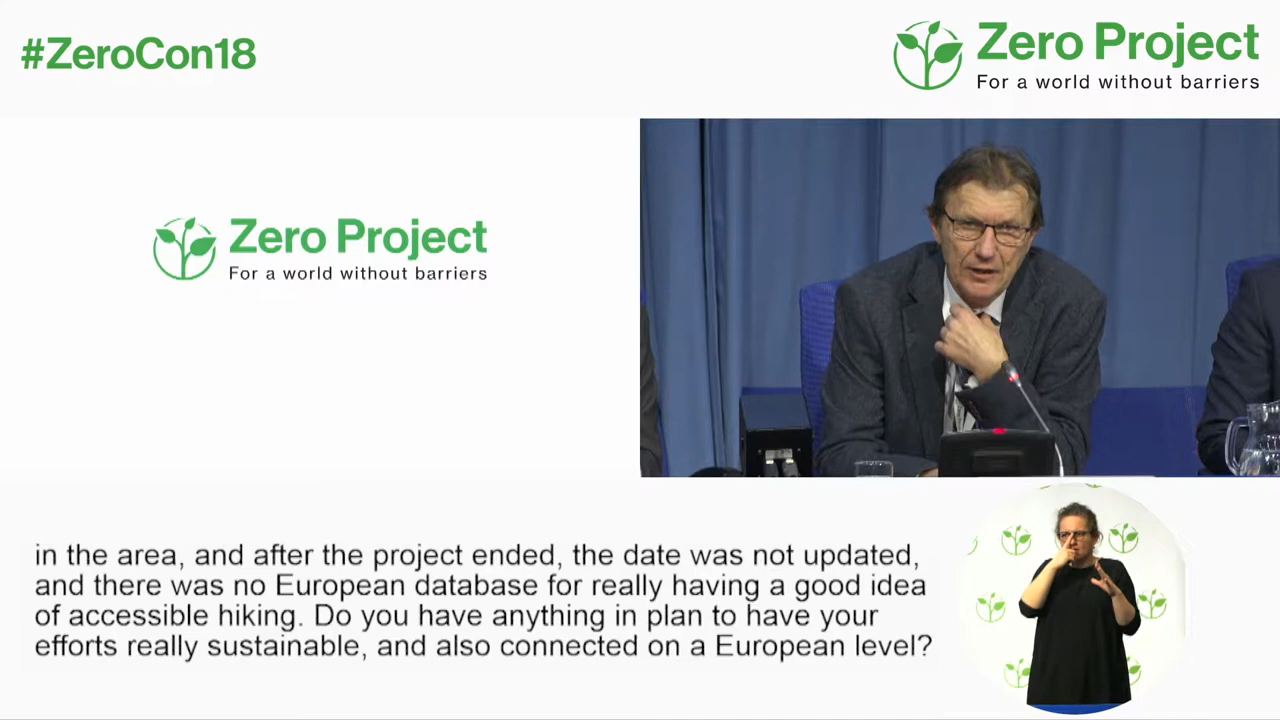 #ZeroCon18
Zero Project
For a world without barriers
Zero Project
For a world without barriers
in the area, and after the project ended, the date was not updated,
and there was no European database for really having a good idea
of accessible hiking. Do you have anything in plan to have your
efforts really sustainable, and also connected on a European level?